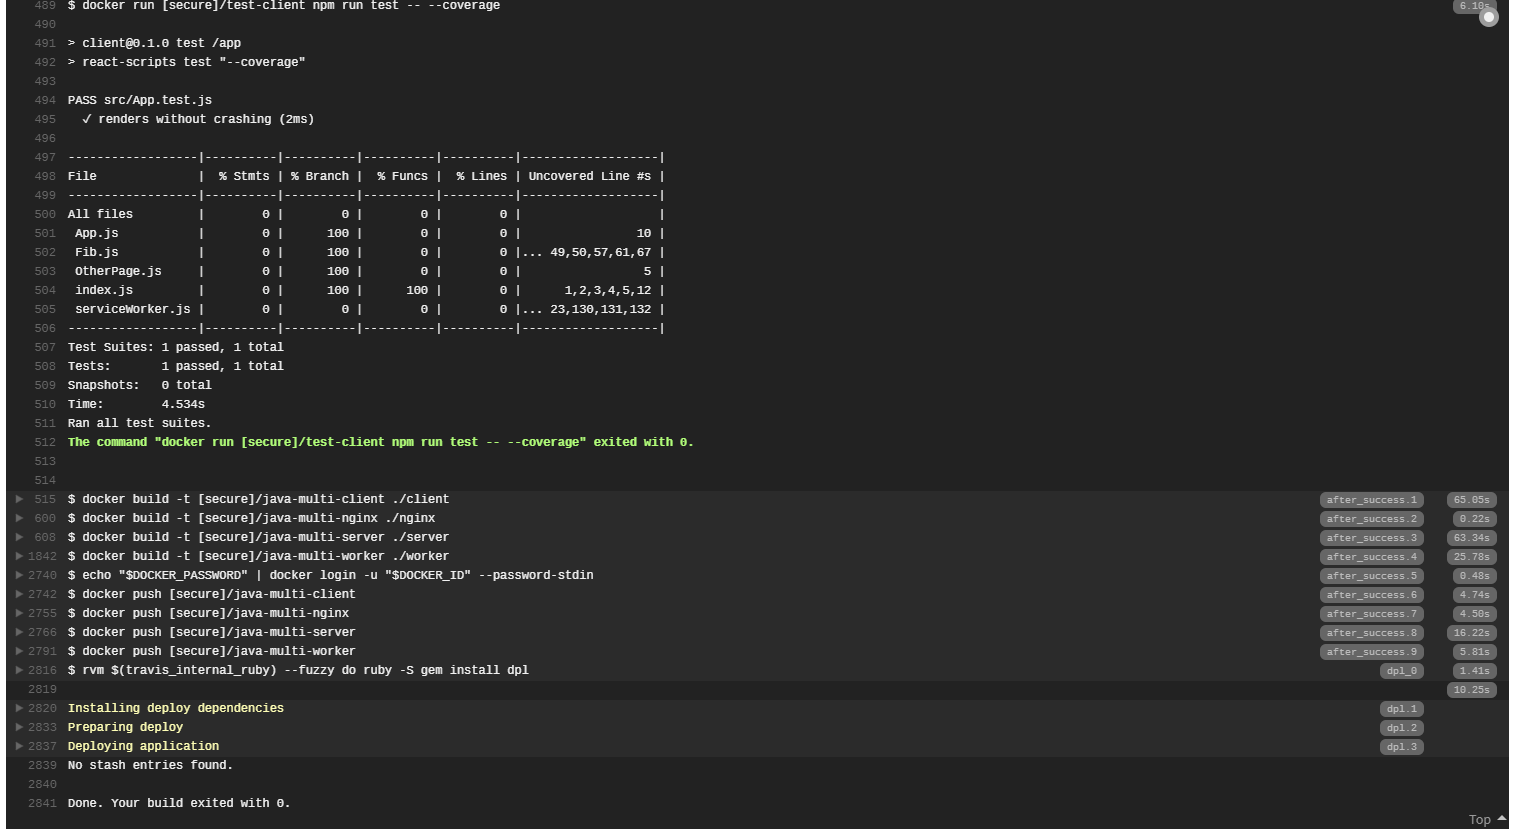 489 $ docker run [secure]/test-client npm run test -- --coverage 6.10s
490
491 > client@0.1.0 test /app
492 > react-scripts test "--coverage"
493
494 PASS src/App.test.js
495   ✓ renders without crashing (2ms)
496
497 ------------------|----------|----------|----------|----------|-------------------|
498 File              |  % Stmts | % Branch |  % Funcs |  % Lines | Uncovered Line #s |
499 ------------------|----------|----------|----------|----------|-------------------|
500 All files         |        0 |        0 |        0 |        0 |                   |
501  App.js           |        0 |      100 |        0 |        0 |                10 |
502  Fib.js           |        0 |      100 |        0 |        0 |... 49,50,57,61,67 |
503  OtherPage.js     |        0 |      100 |        0 |        0 |                 5 |
504  index.js         |        0 |      100 |      100 |        0 |      1,2,3,4,5,12 |
505  serviceWorker.js |        0 |        0 |        0 |        0 |... 23,130,131,132 |
506 ------------------|----------|----------|----------|----------|-------------------|
507 Test Suites: 1 passed, 1 total
508 Tests:       1 passed, 1 total
509 Snapshots:   0 total
510 Time:        4.534s
511 Ran all test suites.
512 The command "docker run [secure]/test-client npm run test -- --coverage" exited with 0.
513
514
515 $ docker build -t [secure]/java-multi-client ./client after_success.1 65.05s
600 $ docker build -t [secure]/java-multi-nginx ./nginx after_success.2 0.22s
608 $ docker build -t [secure]/java-multi-server ./server after_success.3 63.34s
1842 $ docker build -t [secure]/java-multi-worker ./worker after_success.4 25.78s
2740 $ echo "$DOCKER_PASSWORD" | docker login -u "$DOCKER_ID" --password-stdin after_success.5 0.48s
2742 $ docker push [secure]/java-multi-client after_success.6 4.74s
2755 $ docker push [secure]/java-multi-nginx after_success.7 4.50s
2766 $ docker push [secure]/java-multi-server after_success.8 16.22s
2791 $ docker push [secure]/java-multi-worker after_success.9 5.81s
2816 $ rvm $(travis_internal_ruby) --fuzzy do ruby -S gem install dpl dpl_0 1.41s
2819 10.25s
2820 Installing deploy dependencies dpl.1
2833 Preparing deploy dpl.2
2837 Deploying application dpl.3
2839 No stash entries found.
2840
2841 Done. Your build exited with 0.
Top